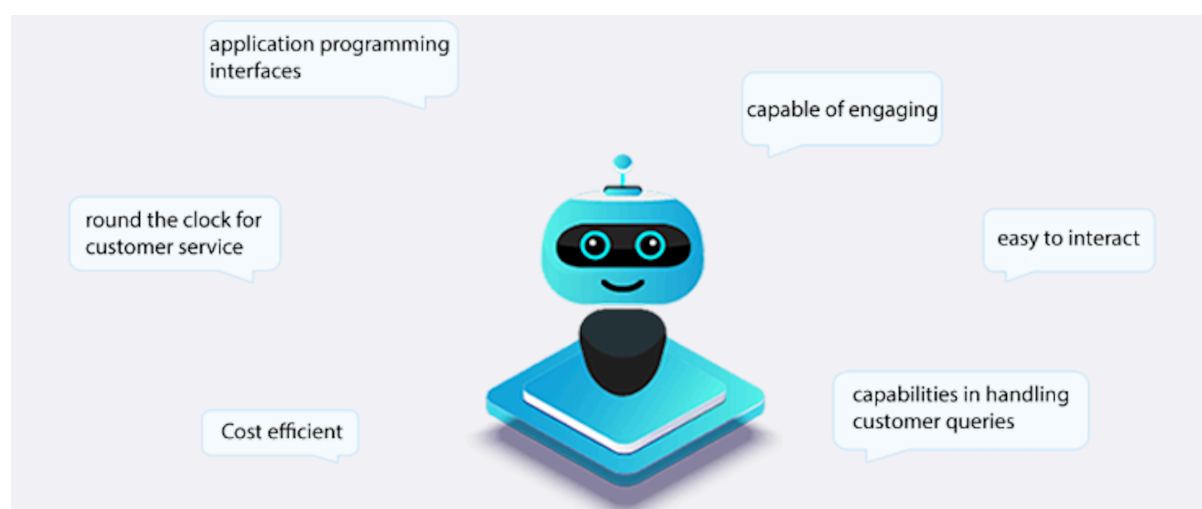 application programming
interfaces
capable of engaging
round the clock for
customer service
easy to interact
capabilities in handling
customer queries
Cost efficient